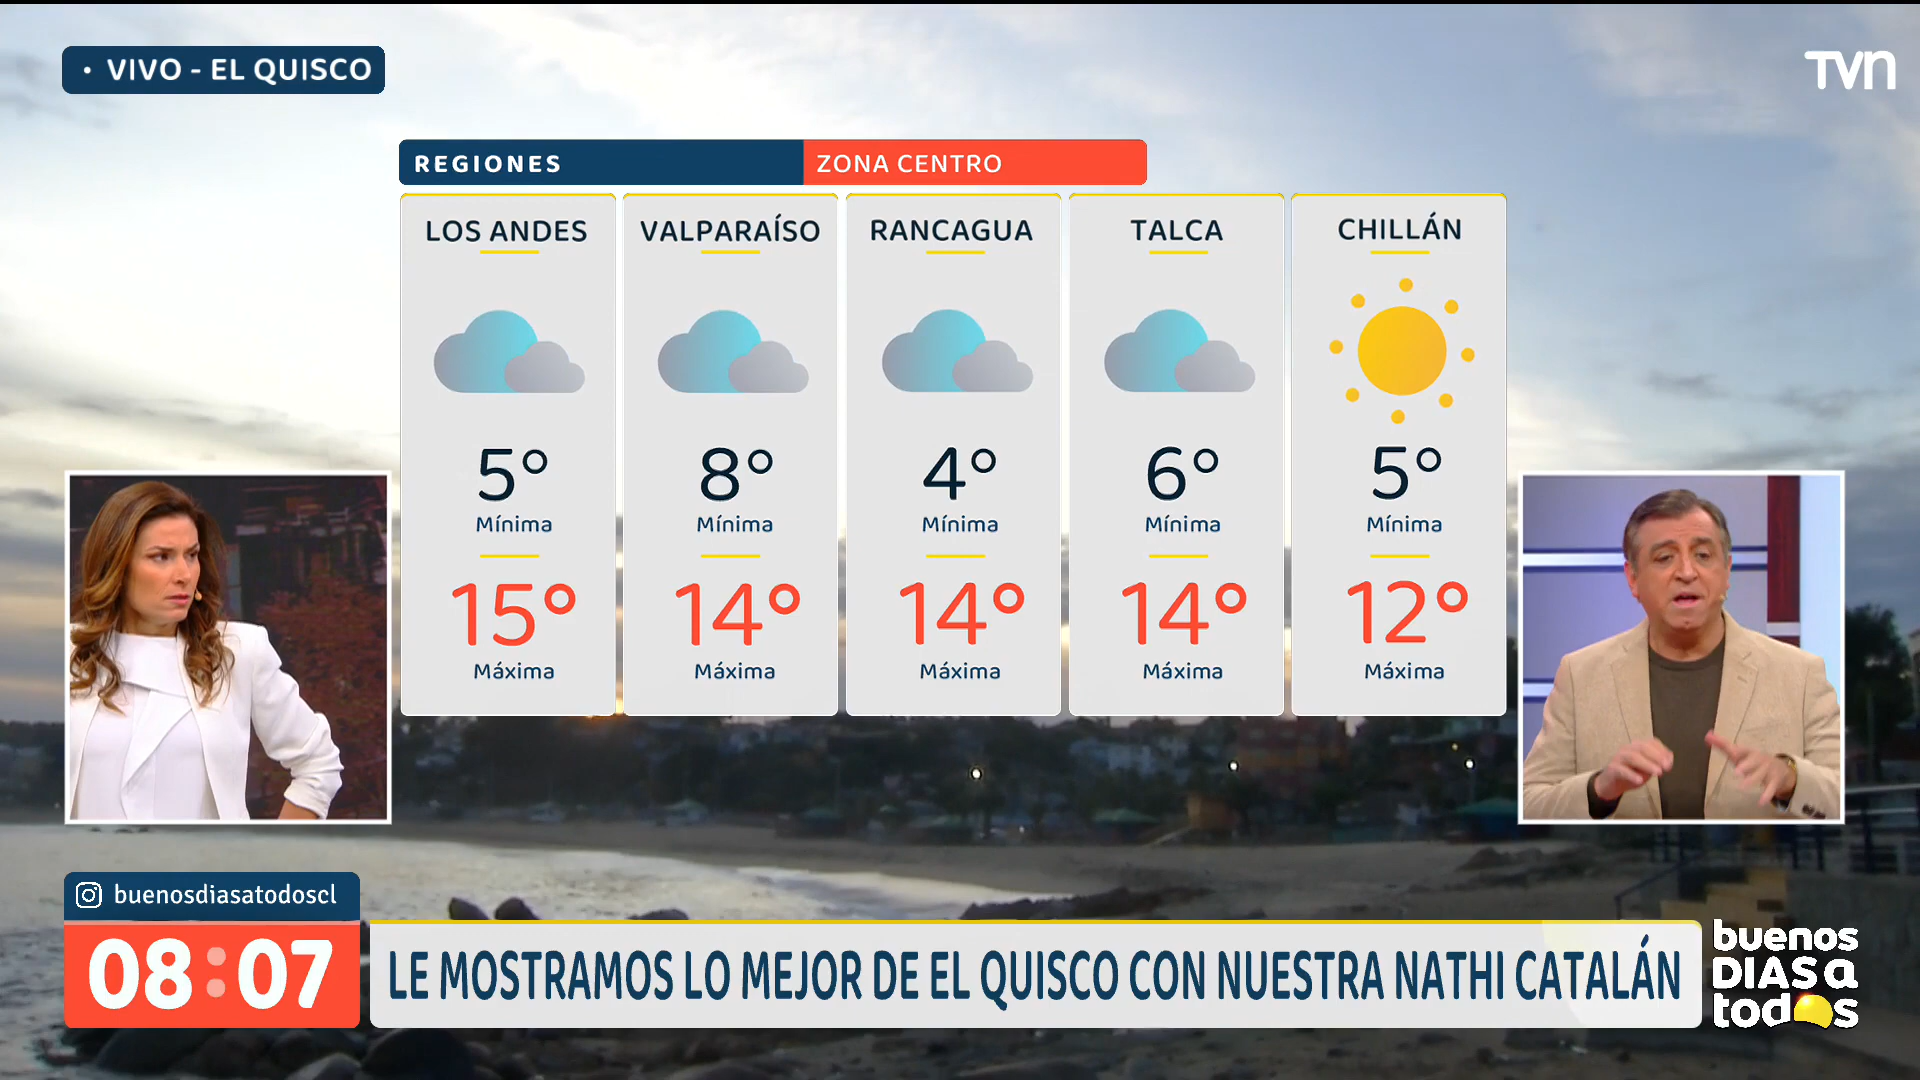 • VIVO - EL QUISCO
TVN
REGIONES
ZONA CENTRO
LOS ANDES
5°
Mínima
15°
Máxima
VALPARAÍSO
8°
Mínima
14°
Máxima
RANCAGUA
4°
Mínima
14°
Máxima
TALCA
6°
Mínima
14°
Máxima
CHILLÁN
5°
Mínima
12°
Máxima
buenosdiasatodoscl
08:07
LE MOSTRAMOS LO MEJOR DE EL QUISCO CON NUESTRA NATHI CATALÁN
buenos
DIAS a
todos